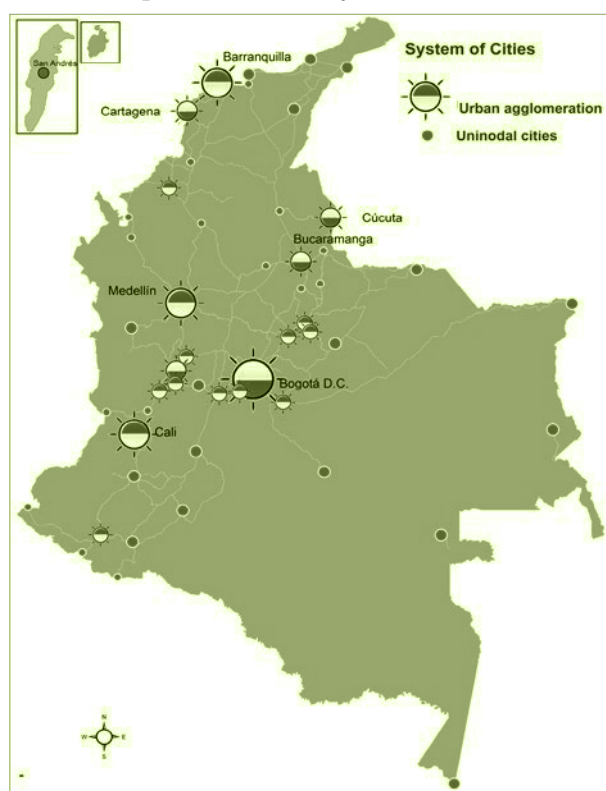 San Andrés
Barranquilla
System of Cities
Cartagena
Urban agglomeration
Uninodal cities
Cúcuta
Bucaramanga
Medellín
Bogotá D.C.
Cali
N
W E
S